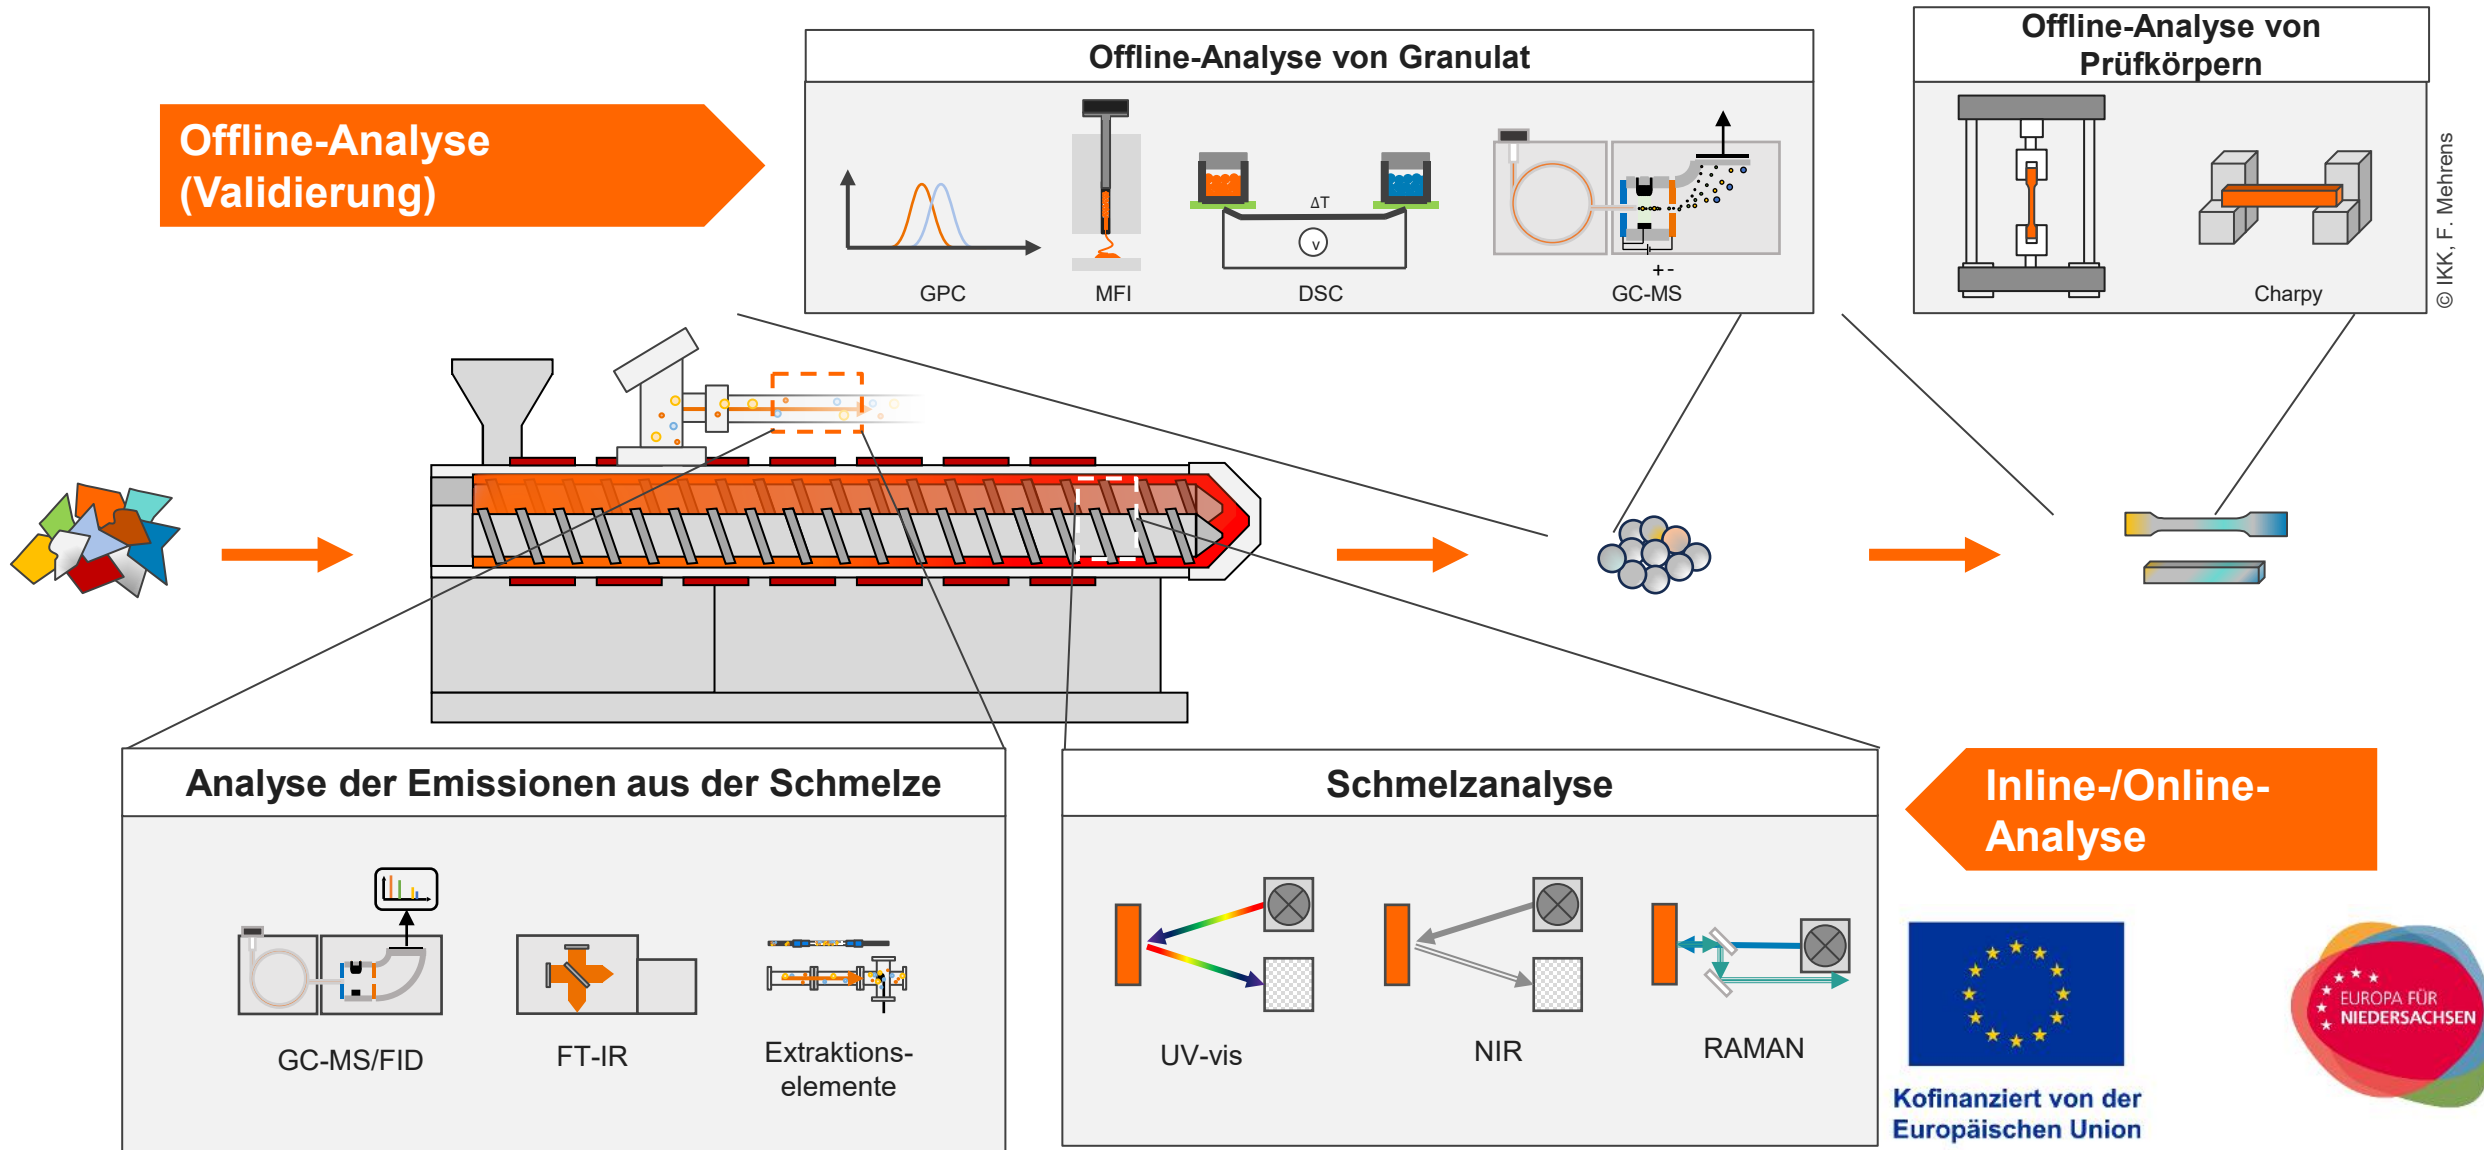 Offline-Analyse von Granulat
Offline-Analyse von
Prüfkörpern
Offline-Analyse
(Validierung)
ΔT
v
+ -
GPC
MFI
DSC
GC-MS
Charpy
© IKK, F. Mehrens
Analyse der Emissionen aus der Schmelze
GC-MS/FID
FT-IR
Extraktions-
elemente
Schmelzanalyse
UV-vis
NIR
RAMAN
Inline-/Online-
Analyse
EUROPA FÜR
NIEDERSACHSEN
Kofinanziert von der
Europäischen Union